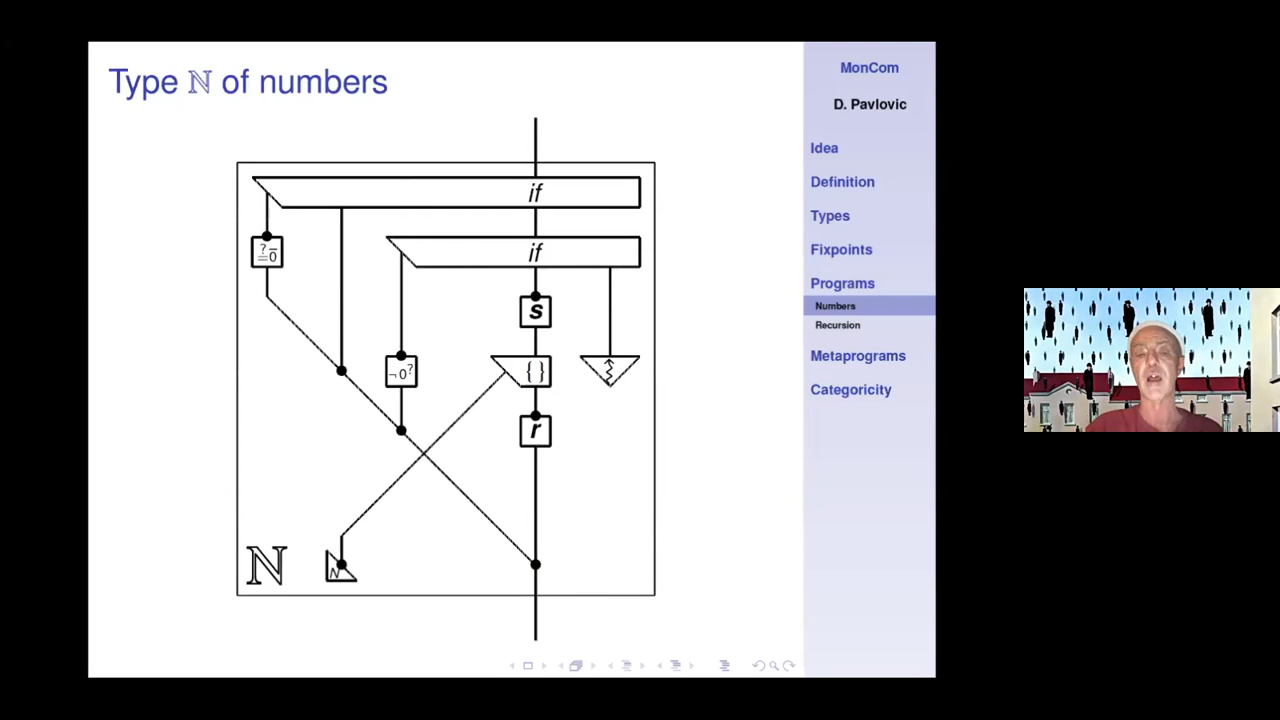 Type ℕ of numbers
if
?
=0̅
if
s
¬0?
{}
r
ℕ
N
MonCom
D. Pavlovic
Idea
Definition
Types
Fixpoints
Programs
Numbers
Recursion
Metaprograms
Categoricity